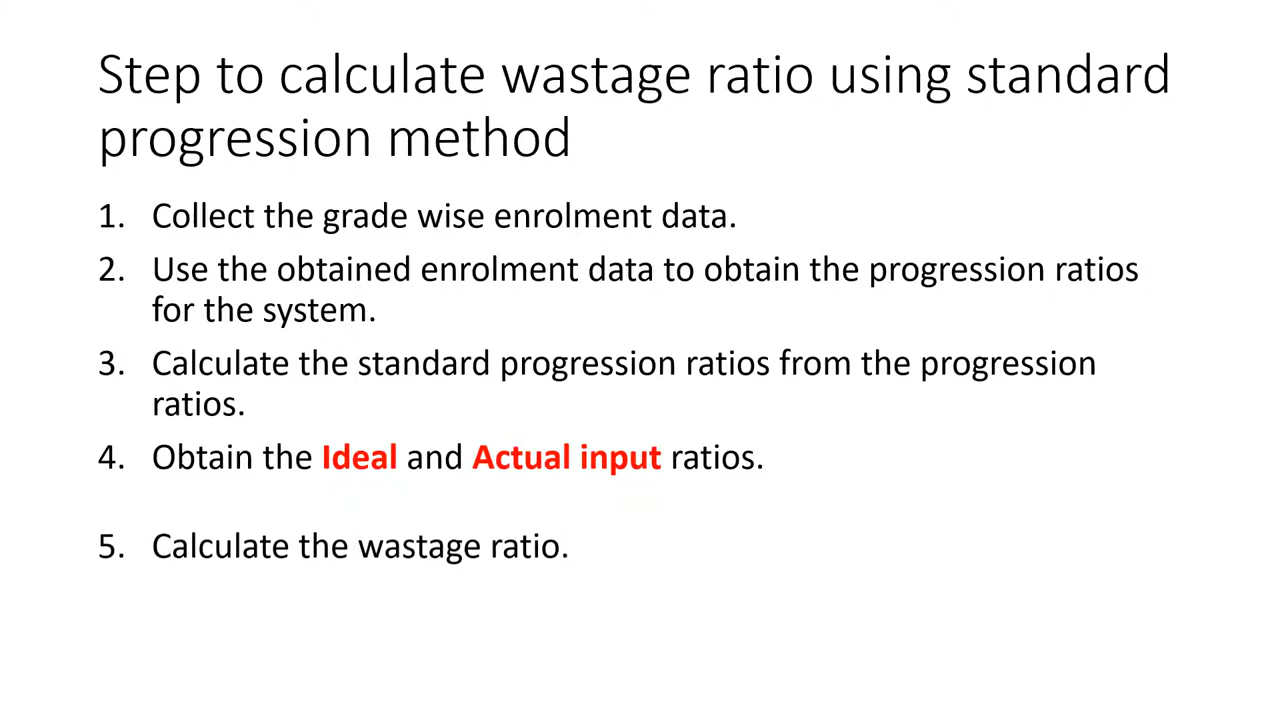 Step to calculate wastage ratio using standard
progression method
1. Collect the grade wise enrolment data.
2. Use the obtained enrolment data to obtain the progression ratios
for the system.
3. Calculate the standard progression ratios from the progression
ratios.
4. Obtain the Ideal and Actual input ratios.
5. Calculate the wastage ratio.